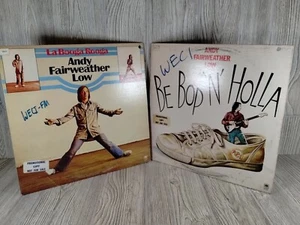 La Booga Rooga
Andy
Fairweather
Low
WECI-FM
WECI-
ANDY
FAIRWEATHER
LOW
BE BOP 'N' HOLLA